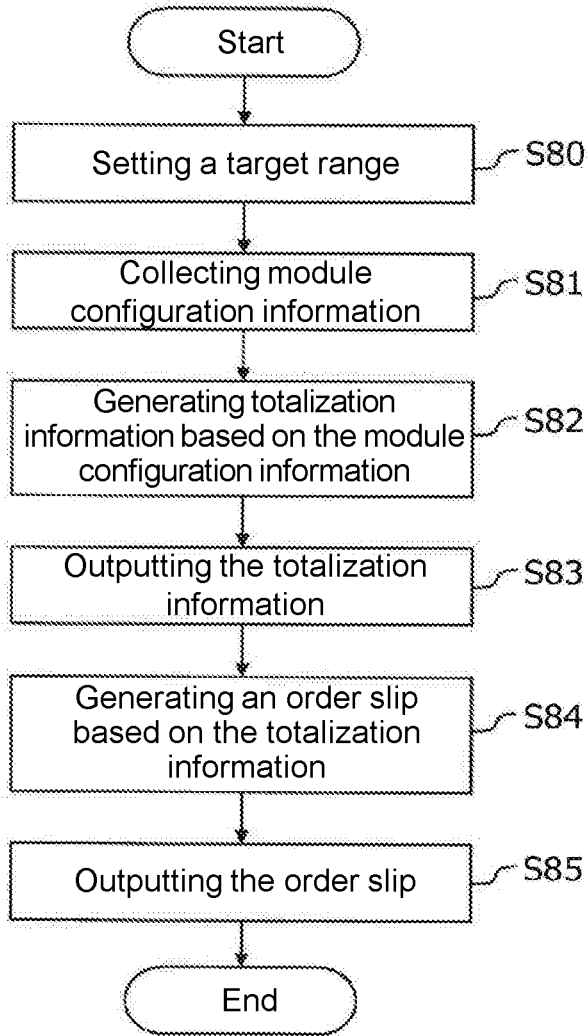 Start
Setting a target range
S80
Collecting module
configuration information
S81
Generating totalization
information based on the module
configuration information
S82
Outputting the totalization
information
S83
Generating an order slip
based on the totalization
information
S84
Outputting the order slip
S85
End